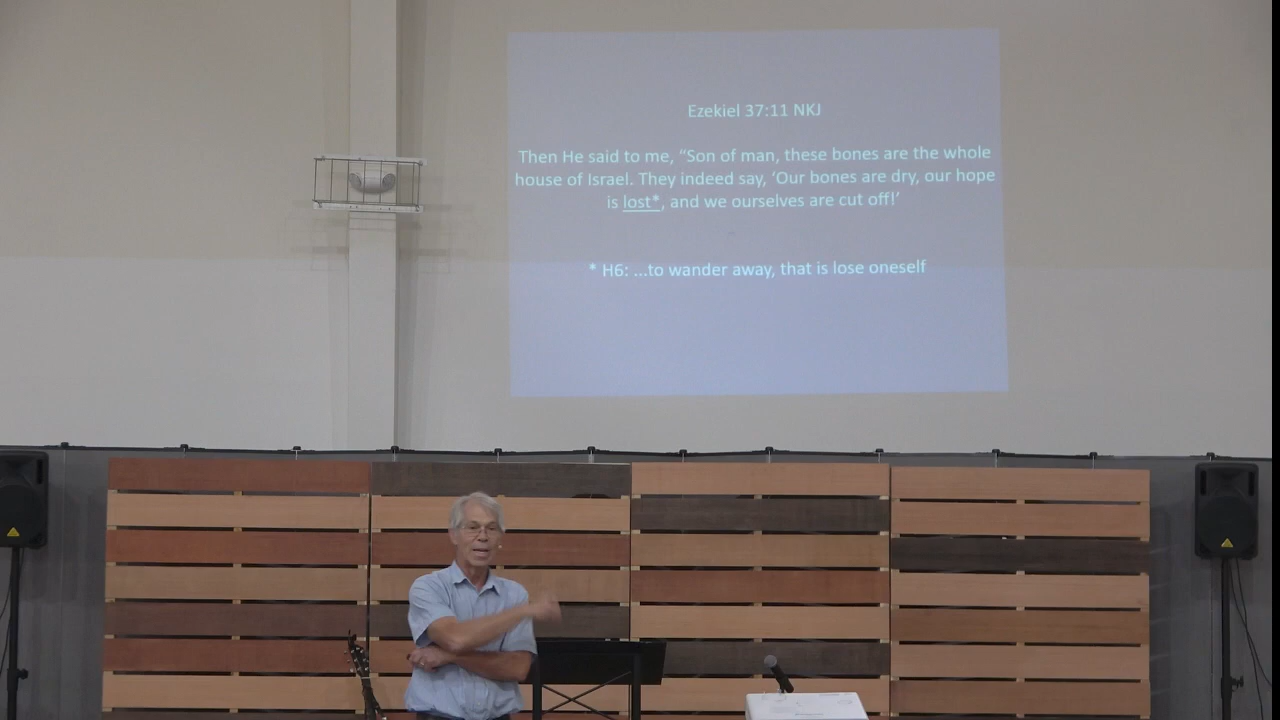 Ezekiel 37:11 NKJ
Then He said to me, “Son of man, these bones are the whole
house of Israel. They indeed say, ‘Our bones are dry, our hope
is lost*, and we ourselves are cut off!’
* H6: ...to wander away, that is lose oneself